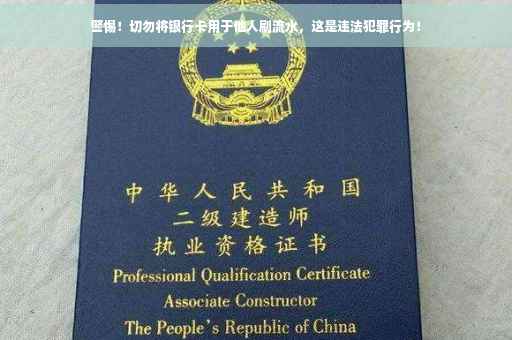 警惕！切勿将银行卡用于他人刷流水，这是违法犯罪行为！
中华人民共和国
二级建造师
执业资格证书
Professional Qualification Certificate
Associate Constructor
The People's Republic of China